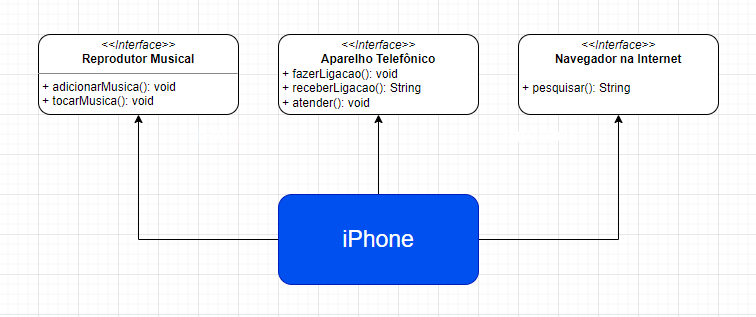 <<Interface>>
Reprodutor Musical
+ adicionarMusica(): void
+ tocarMusica(): void
<<Interface>>
Aparelho Telefônico
+ fazerLigacao(): void
+ receberLigacao(): String
+ atender(): void
<<Interface>>
Navegador na Internet
+ pesquisar(): String
iPhone